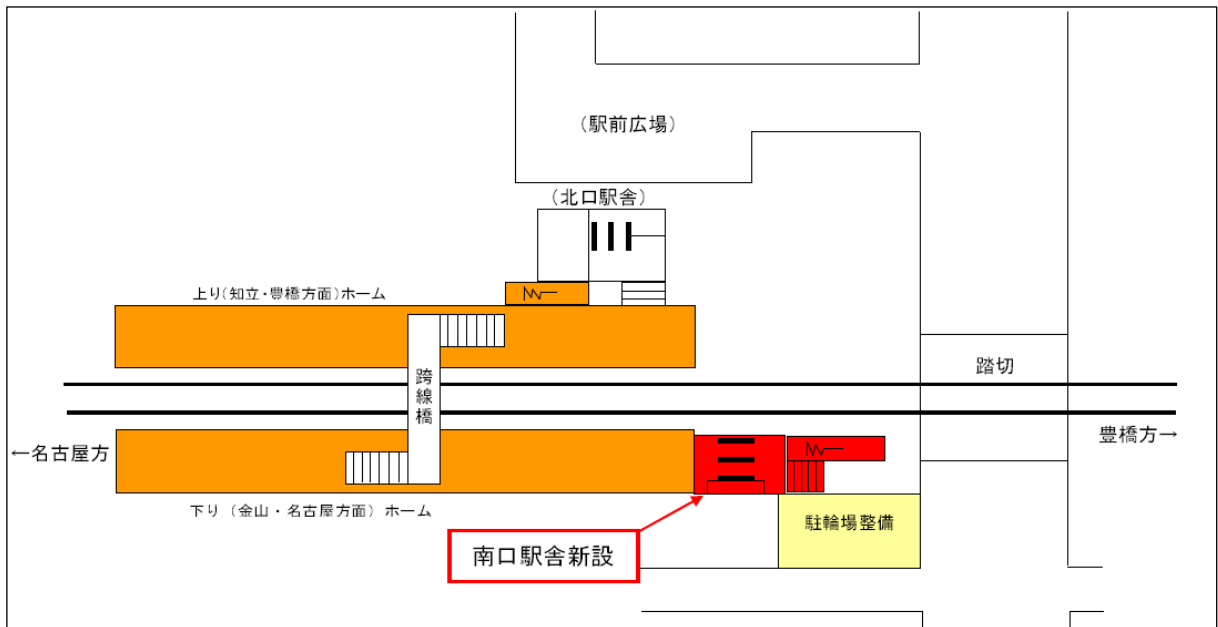 （駅前広場）
（北口駅舎）
上り（知立・豊橋方面）ホーム
跨線橋
踏切
←名古屋方
豊橋方→
下り（金山・名古屋方面）ホーム
駐輪場整備
南口駅舎新設